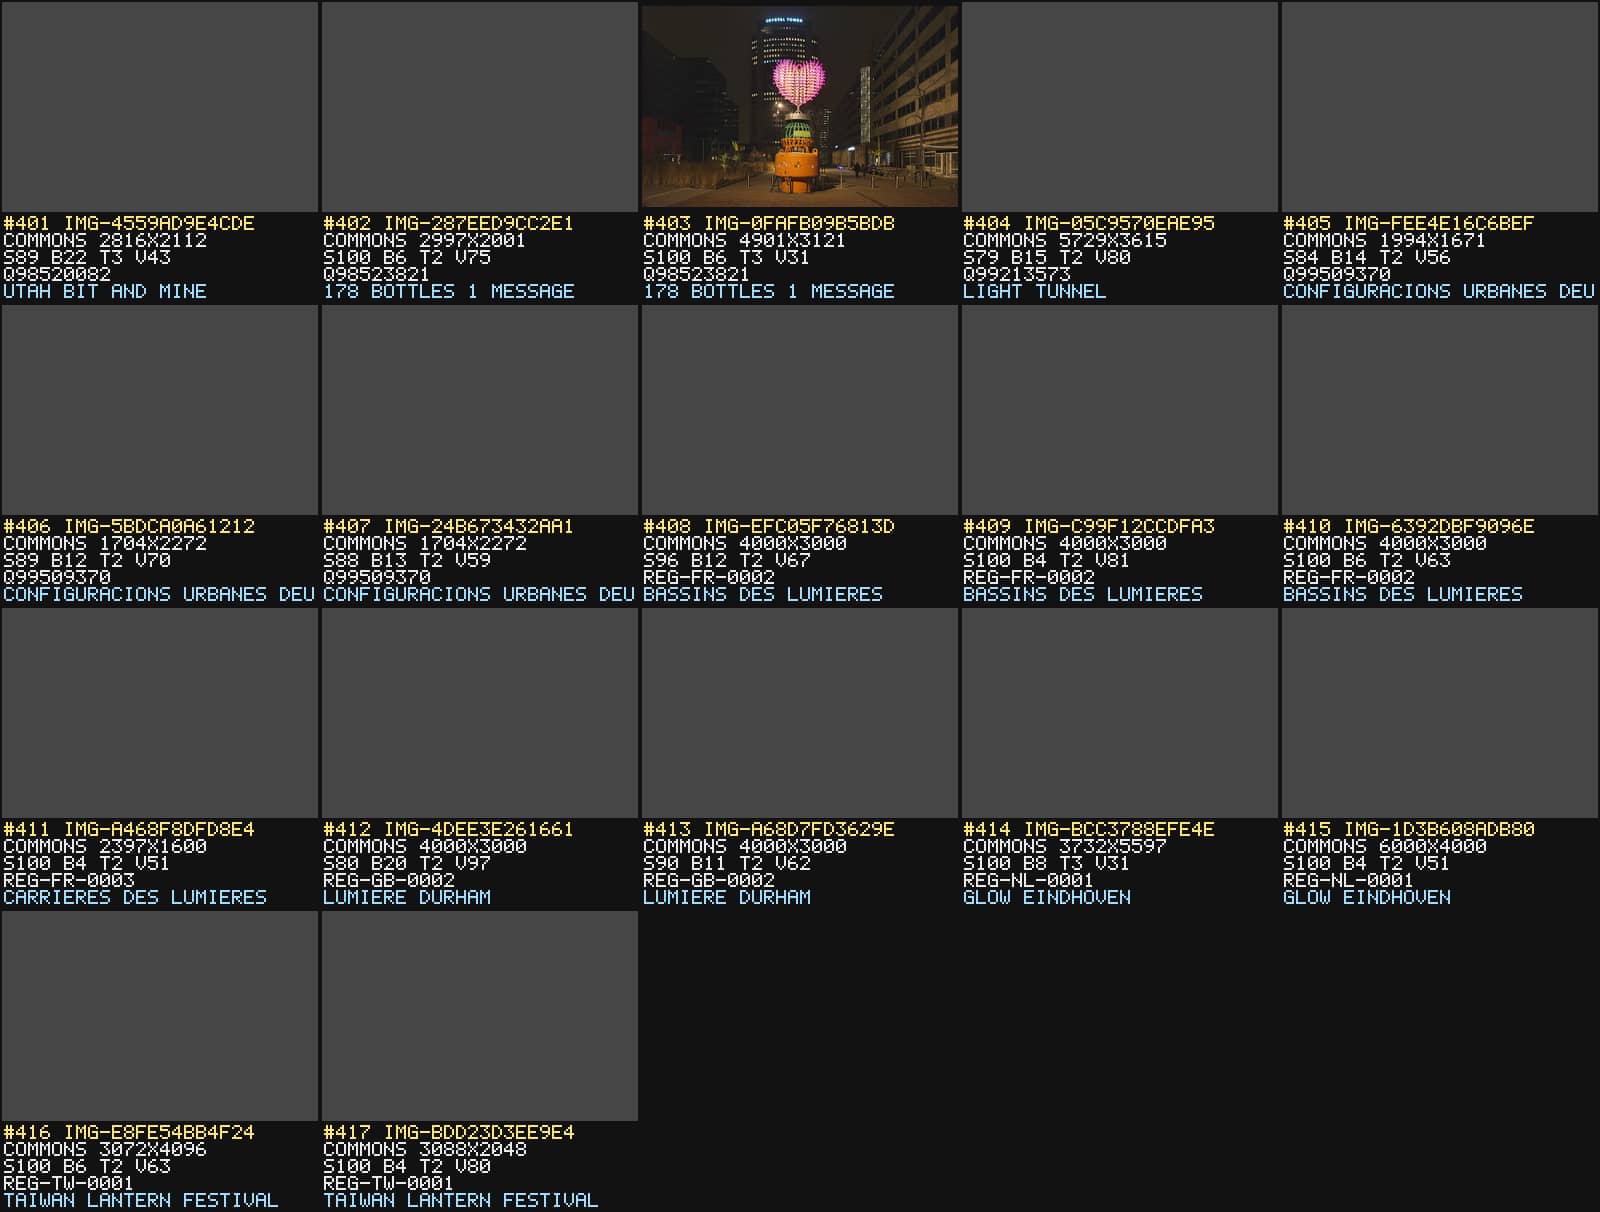 CRYSTAL TOWER
#401 IMG-4559AD9E4CDE
COMMONS 2816X2112
S89 B22 T3 V43
Q98520082
UTAH BIT AND MINE
#402 IMG-287EED9CC2E1
COMMONS 2997X2001
S100 B6 T2 V75
Q98523821
178 BOTTLES 1 MESSAGE
#403 IMG-0FAFB09B5BDB
COMMONS 4901X3121
S100 B6 T3 V31
Q98523821
178 BOTTLES 1 MESSAGE
#404 IMG-05C9570EAE95
COMMONS 5729X3615
S79 B15 T2 V80
Q99213573
LIGHT TUNNEL
#405 IMG-FEE4E16C6BEF
COMMONS 1994X1671
S84 B14 T2 V56
Q99509370
CONFIGURACIONS URBANES DEU
#406 IMG-5BDCA0A61212
COMMONS 1704X2272
S89 B12 T2 V70
Q99509370
CONFIGURACIONS URBANES DEU
#407 IMG-24B673432AA1
COMMONS 1704X2272
S88 B13 T2 V59
Q99509370
CONFIGURACIONS URBANES DEU
#408 IMG-EFC05F76813D
COMMONS 4000X3000
S96 B12 T2 V67
REG-FR-0002
BASSINS DES LUMIERES
#409 IMG-C99F12CCDFA3
COMMONS 4000X3000
S100 B4 T2 V81
REG-FR-0002
BASSINS DES LUMIERES
#410 IMG-6392DBF9096E
COMMONS 4000X3000
S100 B6 T2 V63
REG-FR-0002
BASSINS DES LUMIERES
#411 IMG-A468F8DFD8E4
COMMONS 2397X1600
S100 B4 T2 V51
REG-FR-0003
CARRIERES DES LUMIERES
#412 IMG-4DEE3E261661
COMMONS 4000X3000
S80 B20 T2 V97
REG-GB-0002
LUMIERE DURHAM
#413 IMG-A68D7FD3629E
COMMONS 4000X3000
S90 B11 T2 V62
REG-GB-0002
LUMIERE DURHAM
#414 IMG-BCC3788EFE4E
COMMONS 3732X5597
S100 B8 T3 V31
REG-NL-0001
GLOW EINDHOVEN
#415 IMG-1D3B608ADB80
COMMONS 6000X4000
S100 B4 T2 V51
REG-NL-0001
GLOW EINDHOVEN
#416 IMG-E8FE54BB4F24
COMMONS 3072X4096
S100 B6 T2 V63
REG-TW-0001
TAIWAN LANTERN FESTIVAL
#417 IMG-BDD23D3EE9E4
COMMONS 3088X2048
S100 B4 T2 V80
REG-TW-0001
TAIWAN LANTERN FESTIVAL